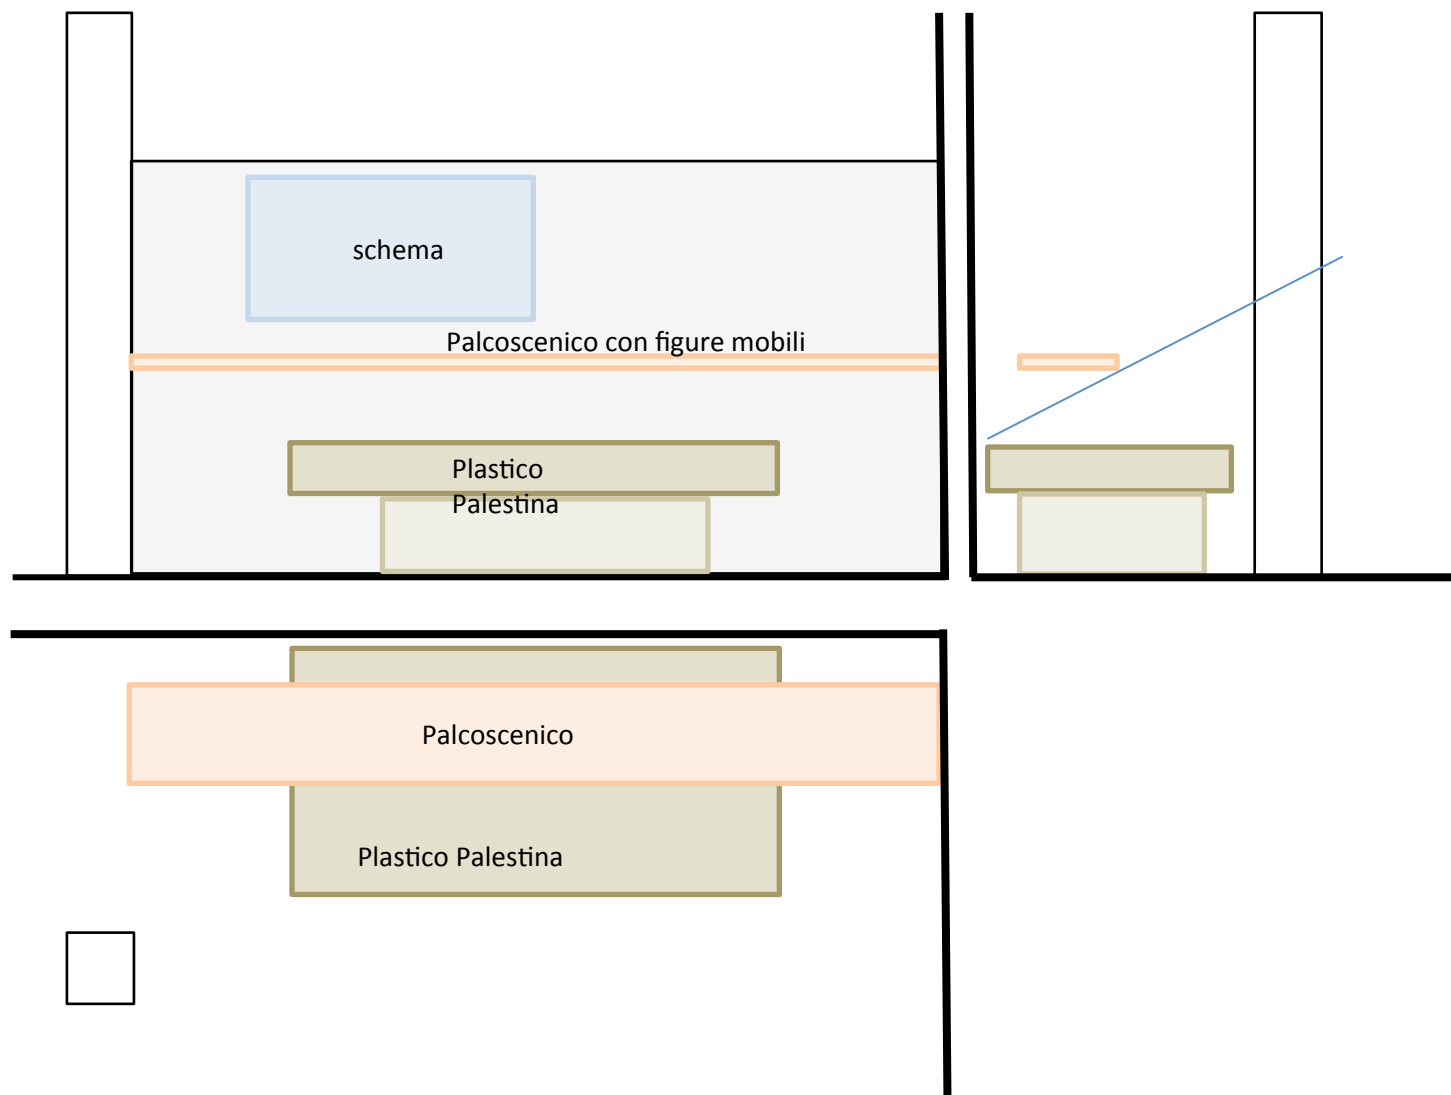 schema
Palcoscenico con figure mobili
Plastico
Palestina
Palcoscenico
Plastico Palestina